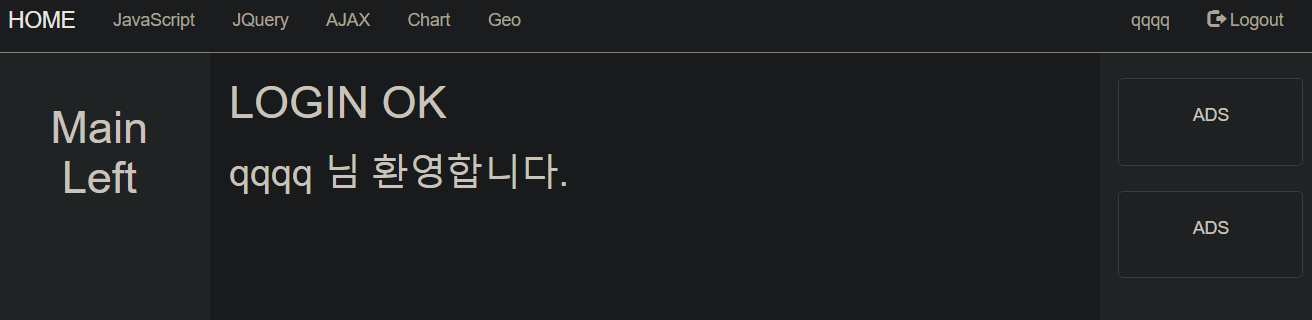 HOME JavaScript JQuery AJAX Chart Geo qqqq Logout
Main
Left
LOGIN OK
qqqq 님 환영합니다.
ADS
ADS